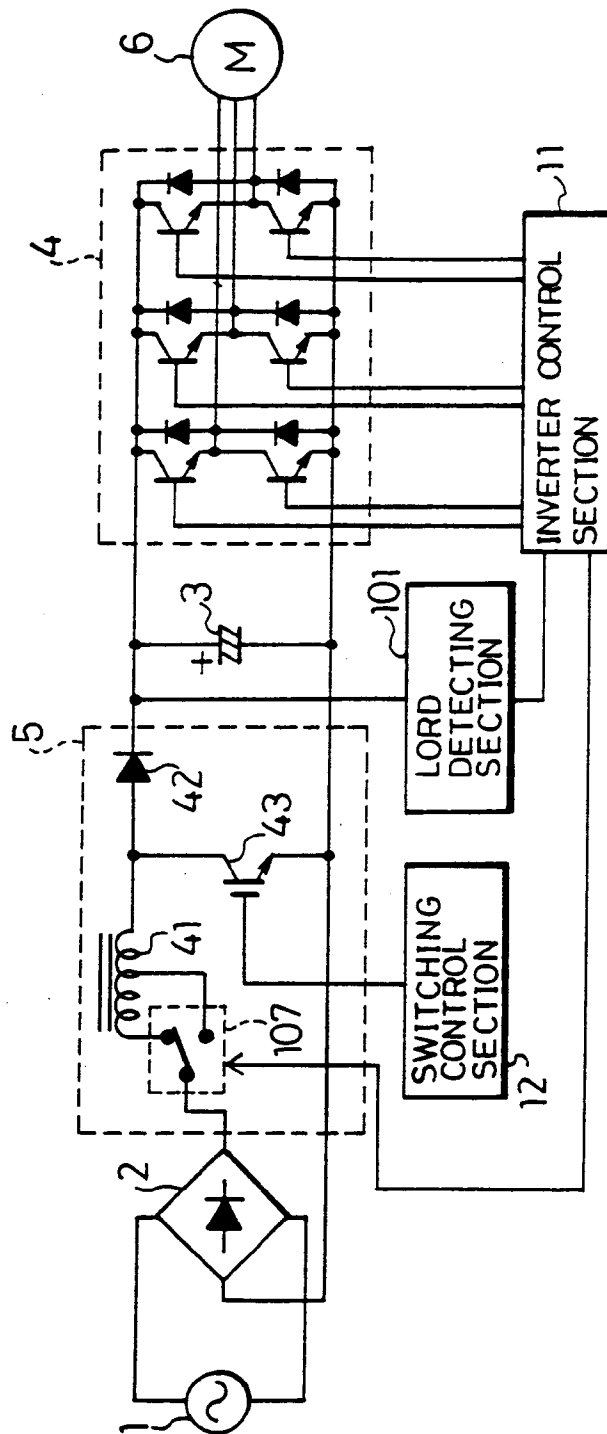 1
2
5
41
107
42
43
3
+
4
6
M
SWITCHING
CONTROL
SECTION
12
LORD
DETECTING
SECTION
101
INVERTER CONTROL
SECTION
11